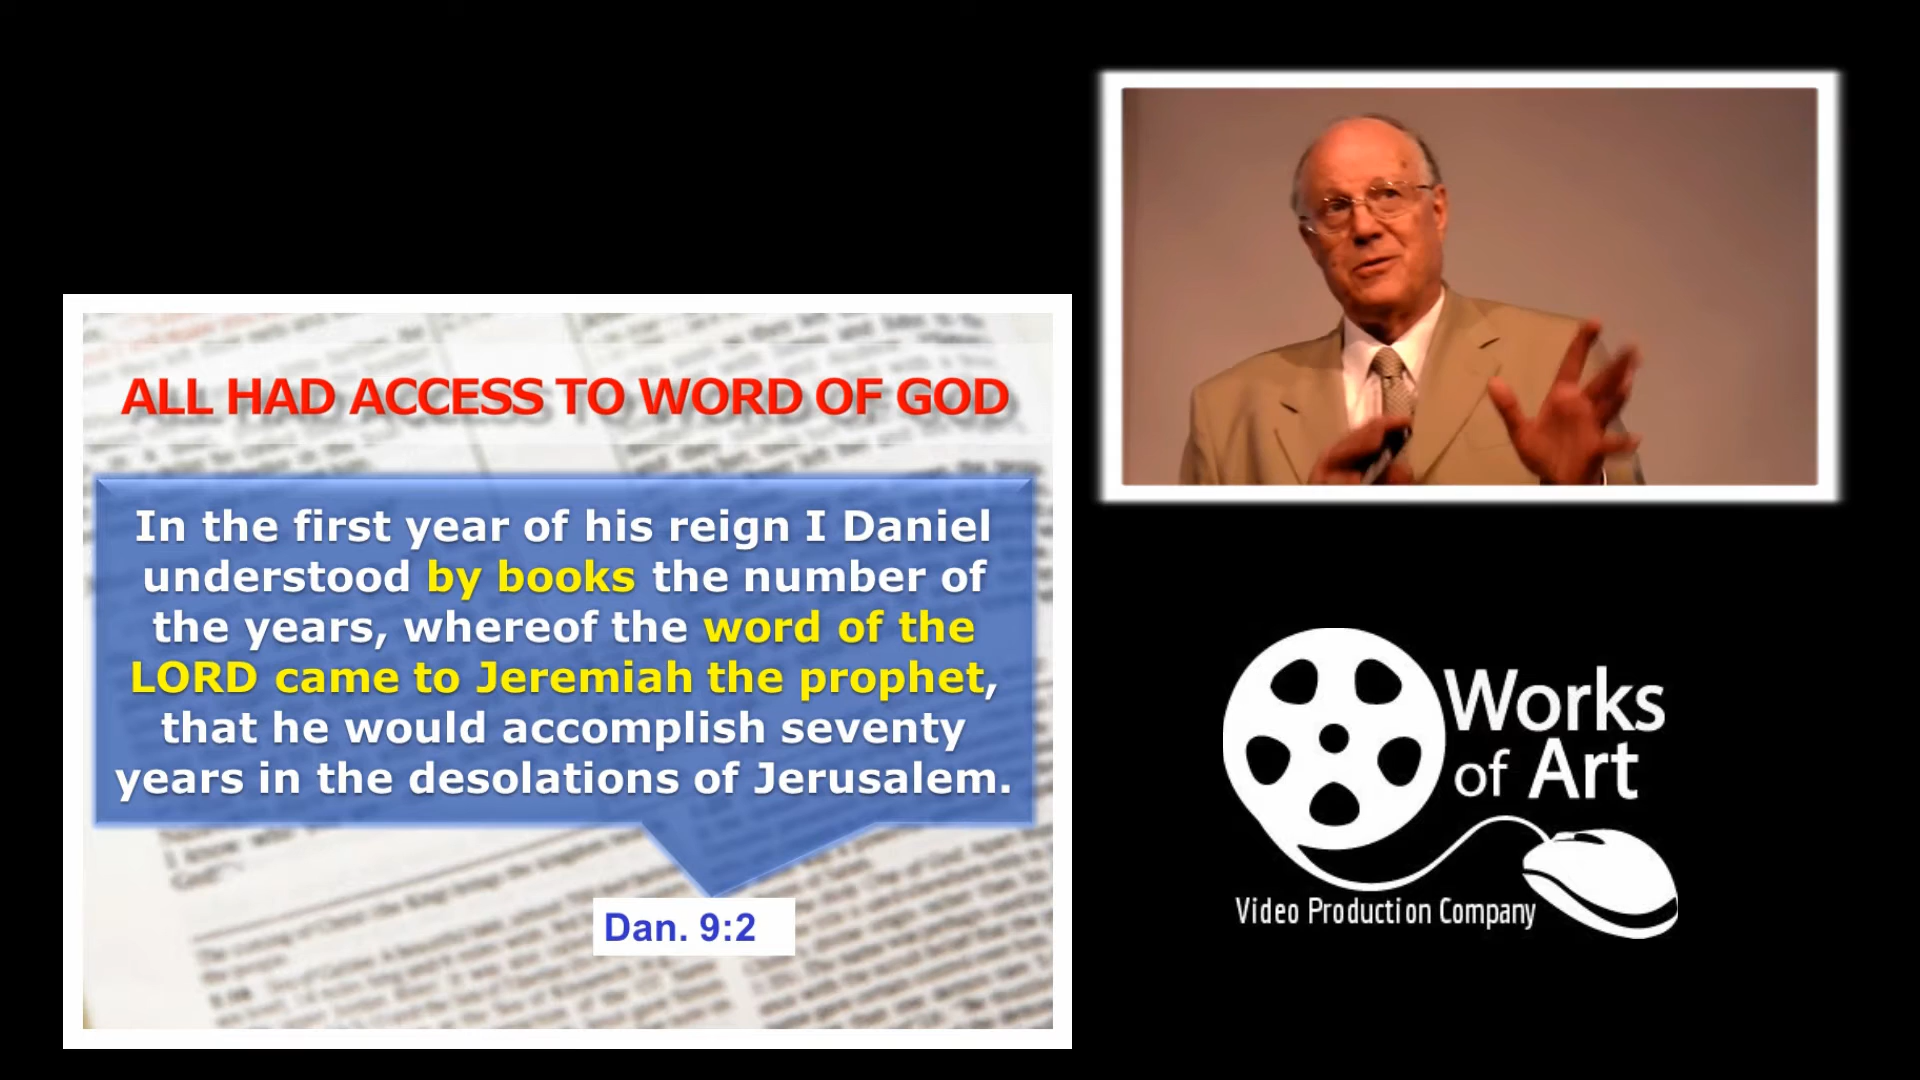 ALL HAD ACCESS TO WORD OF GOD
In the first year of his reign I Daniel
understood by books the number of
the years, whereof the word of the
LORD came to Jeremiah the prophet,
that he would accomplish seventy
years in the desolations of Jerusalem.
Dan. 9:2
Works
of Art
Video Production Company